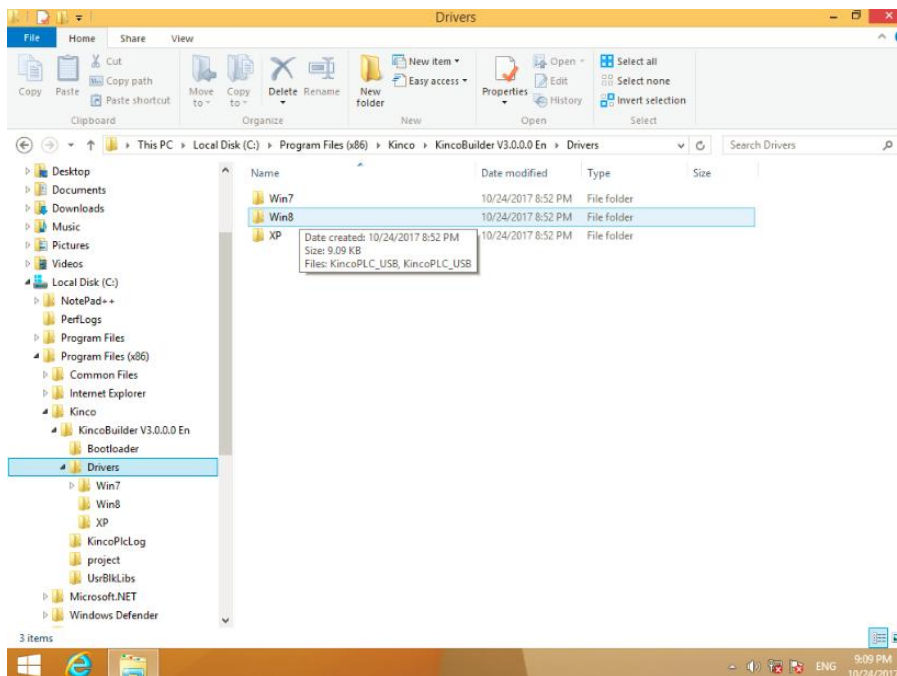 Drivers
File Home Share View
Copy Paste Cut Copy path Paste shortcut Move to Copy to Delete Rename New folder New item Easy access Properties Open Edit History Select all Select none Invert selection
Clipboard Organize New Open Select
This PC Local Disk (C:) Program Files (x86) Kinco KincoBuilder V3.0.0.0 En Drivers Search Drivers
Name Date modified Type Size
Win7 10/24/2017 8:52 PM File folder
Win8 10/24/2017 8:52 PM File folder
XP 10/24/2017 8:52 PM File folder
Date created: 10/24/2017 8:52 PM
Size: 9.09 KB
Files: KincoPLC_USB, KincoPLC_USB
Desktop
Documents
Downloads
Music
Pictures
Videos
Local Disk (C:)
NotePad++
PerfLogs
Program Files
Program Files (x86)
Common Files
Internet Explorer
Kinco
KincoBuilder V3.0.0.0 En
Bootloader
Drivers
Win7
Win8
XP
KincoPlcLog
project
UsrBlkLibs
Microsoft.NET
Windows Defender
3 items
ENG 9:09 PM
10/24/2017